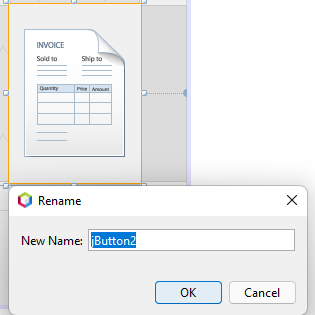 INVOICE
Sold to Ship to
Quantity Price Amount
Rename
New Name: jButton2
OK Cancel